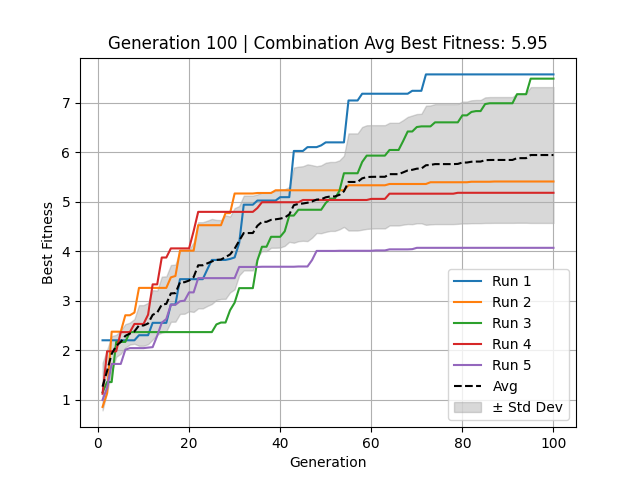 Generation 100 | Combination Avg Best Fitness: 5.95
Best Fitness
7
6
5
4
3
2
1
0
20
40
60
80
100
Generation
Run 1
Run 2
Run 3
Run 4
Run 5
Avg
± Std Dev